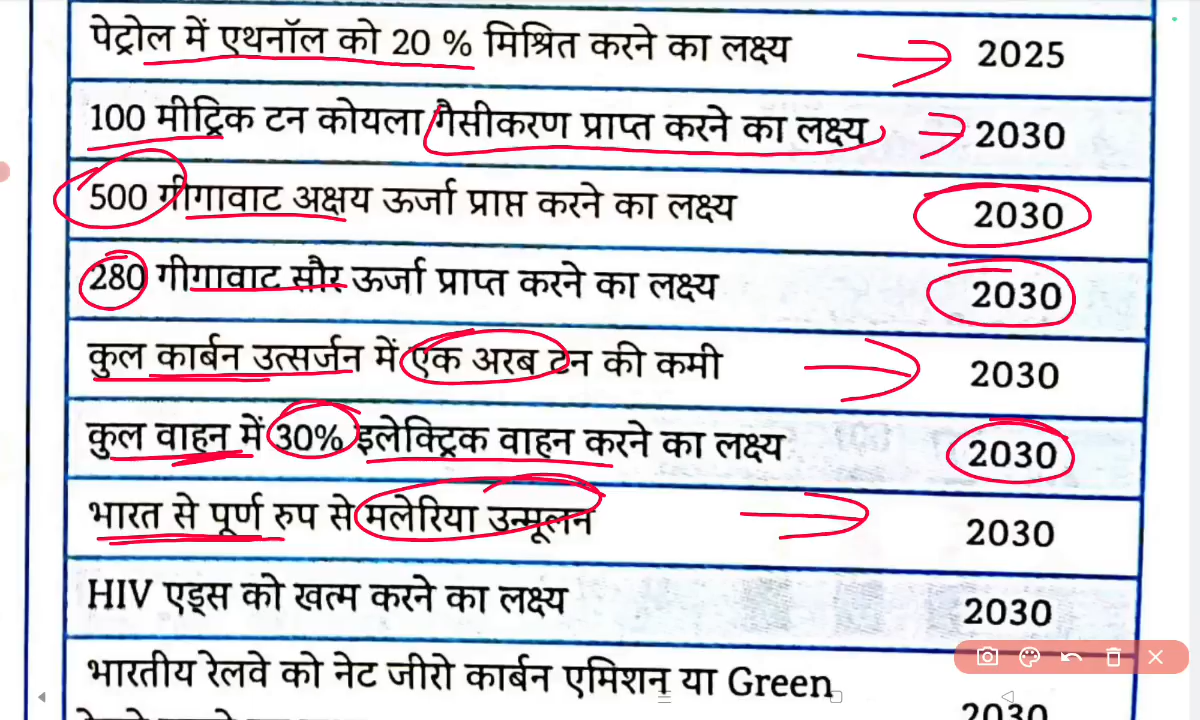 पेट्रोल में एथनॉल को 20 % मिश्रित करने का लक्ष्य 2025
100 मीट्रिक टन कोयला गैसीकरण प्राप्त करने का लक्ष्य 2030
500 गीगावाट अक्षय ऊर्जा प्राप्त करने का लक्ष्य 2030
280 गीगावाट सौर ऊर्जा प्राप्त करने का लक्ष्य 2030
कुल कार्बन उत्सर्जन में एक अरब टन की कमी 2030
कुल वाहन में 30% इलेक्ट्रिक वाहन करने का लक्ष्य 2030
भारत से पूर्ण रुप से मलेरिया उन्मूलन 2030
HIV एड्स को खत्म करने का लक्ष्य 2030
भारतीय रेलवे को नेट जीरो कार्बन एमिशन या Green
2030